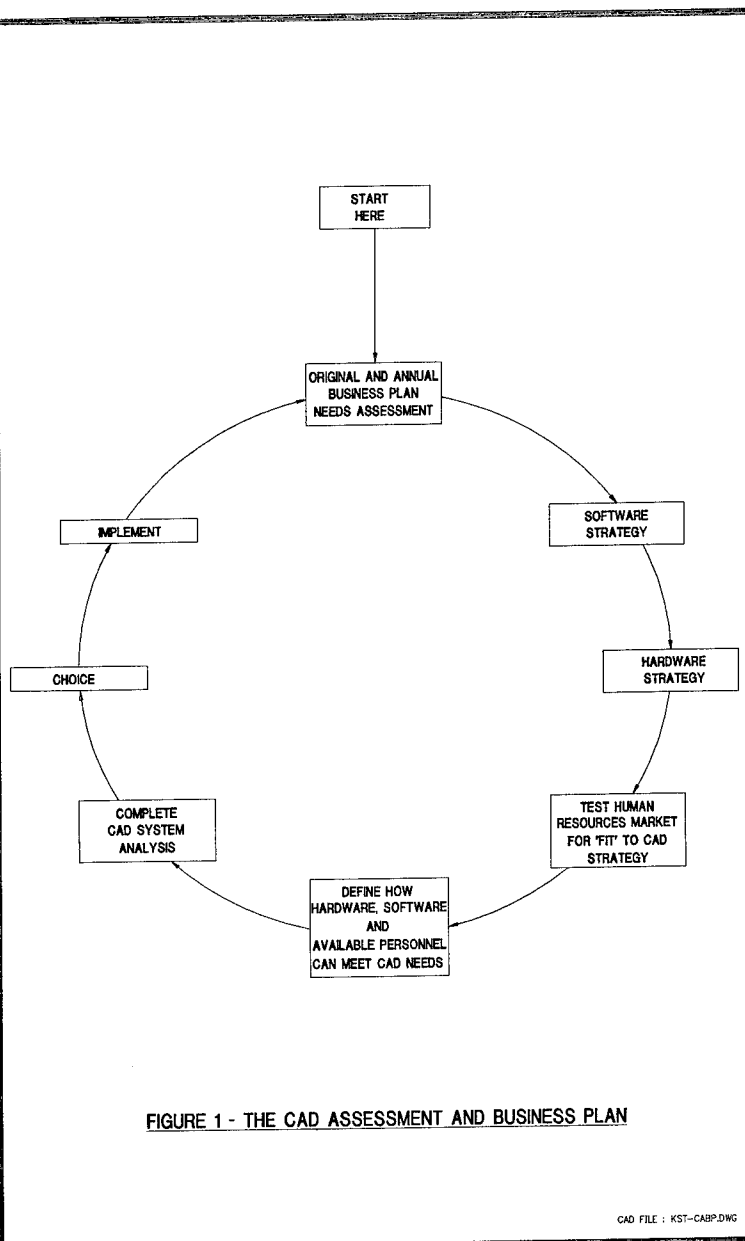 START
HERE
ORIGINAL AND ANNUAL
BUSINESS PLAN
NEEDS ASSESSMENT
SOFTWARE
STRATEGY
HARDWARE
STRATEGY
TEST HUMAN
RESOURCES MARKET
FOR 'FIT' TO CAD
STRATEGY
DEFINE HOW
HARDWARE, SOFTWARE
AND
AVAILABLE PERSONNEL
CAN MEET CAD NEEDS
COMPLETE
CAD SYSTEM
ANALYSIS
CHOICE
IMPLEMENT
FIGURE 1 - THE CAD ASSESSMENT AND BUSINESS PLAN
CAD FILE : KST-CABP.DWG